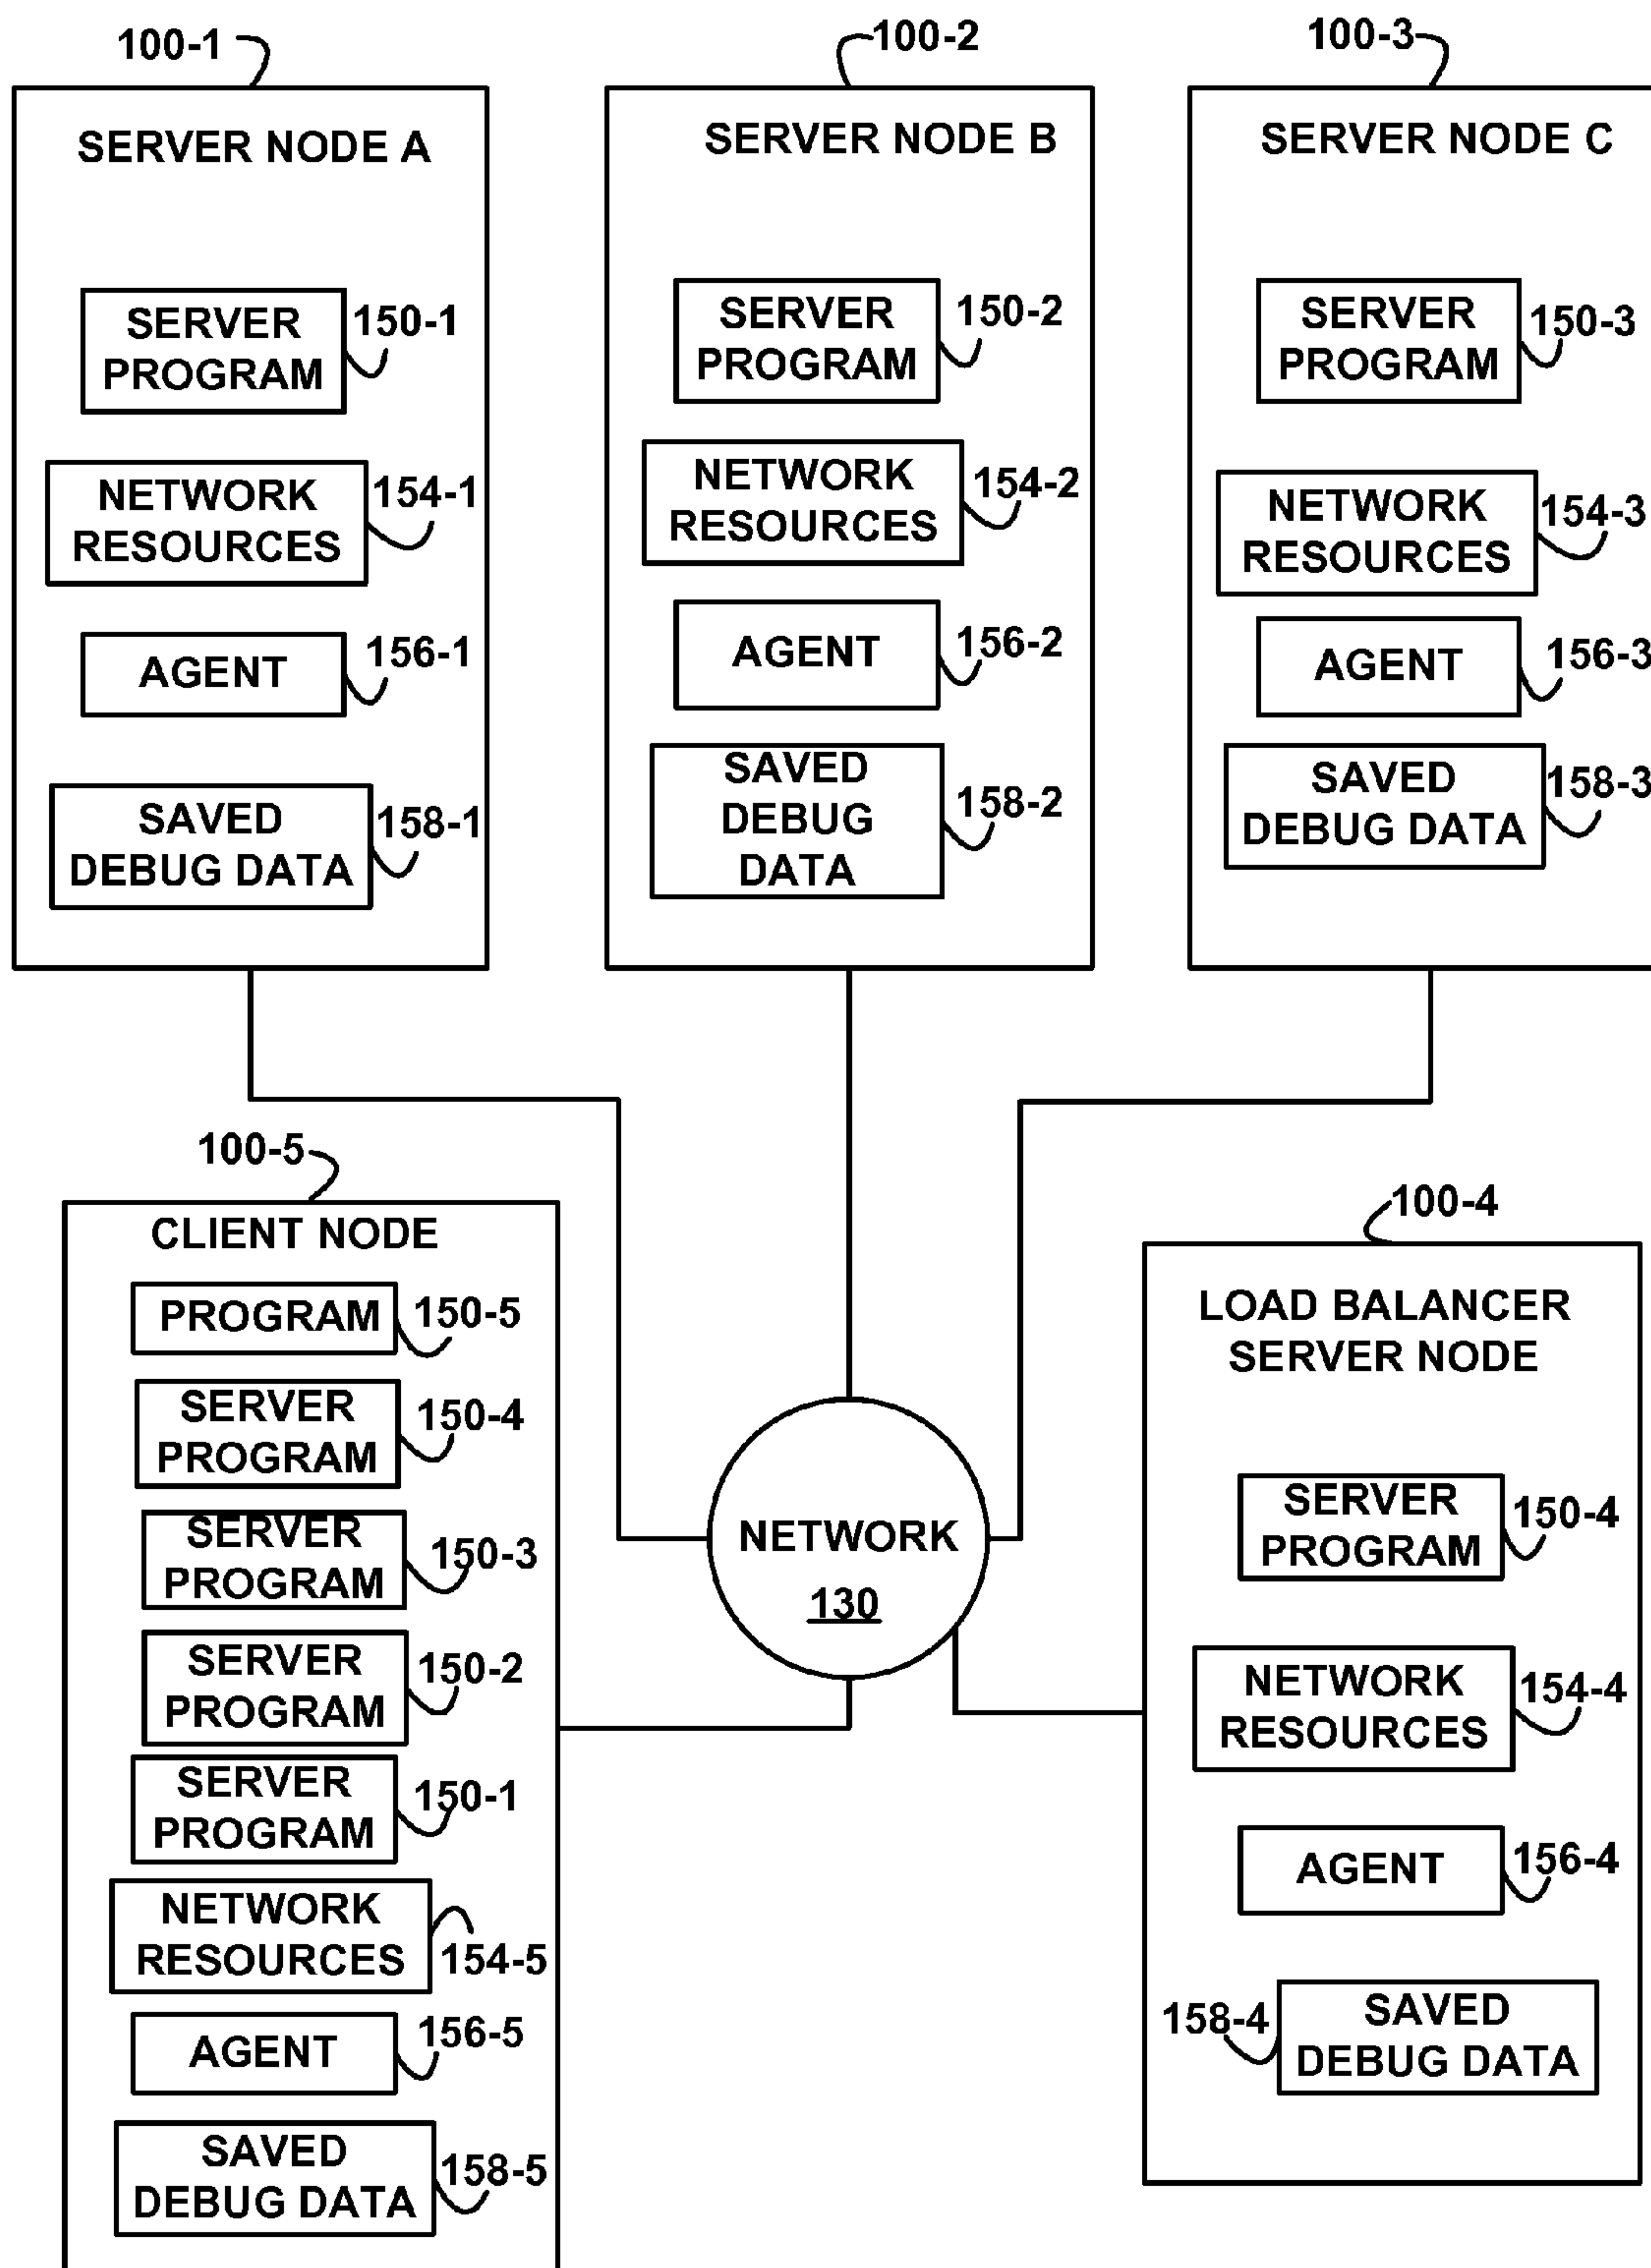 100-1
100-2
100-3
SERVER NODE A
SERVER
PROGRAM
150-1
NETWORK
RESOURCES
154-1
AGENT
156-1
SAVED
DEBUG DATA
158-1
SERVER NODE B
SERVER
PROGRAM
150-2
NETWORK
RESOURCES
154-2
AGENT
156-2
SAVED
DEBUG
DATA
158-2
SERVER NODE C
SERVER
PROGRAM
150-3
NETWORK
RESOURCES
154-3
AGENT
156-3
SAVED
DEBUG DATA
158-3
100-5
CLIENT NODE
PROGRAM
150-5
SERVER
PROGRAM
150-4
SERVER
PROGRAM
150-3
SERVER
PROGRAM
150-2
SERVER
PROGRAM
150-1
NETWORK
RESOURCES
154-5
AGENT
156-5
SAVED
DEBUG DATA
158-5
NETWORK
130
100-4
LOAD BALANCER
SERVER NODE
SERVER
PROGRAM
150-4
NETWORK
RESOURCES
154-4
AGENT
156-4
158-4
SAVED
DEBUG DATA